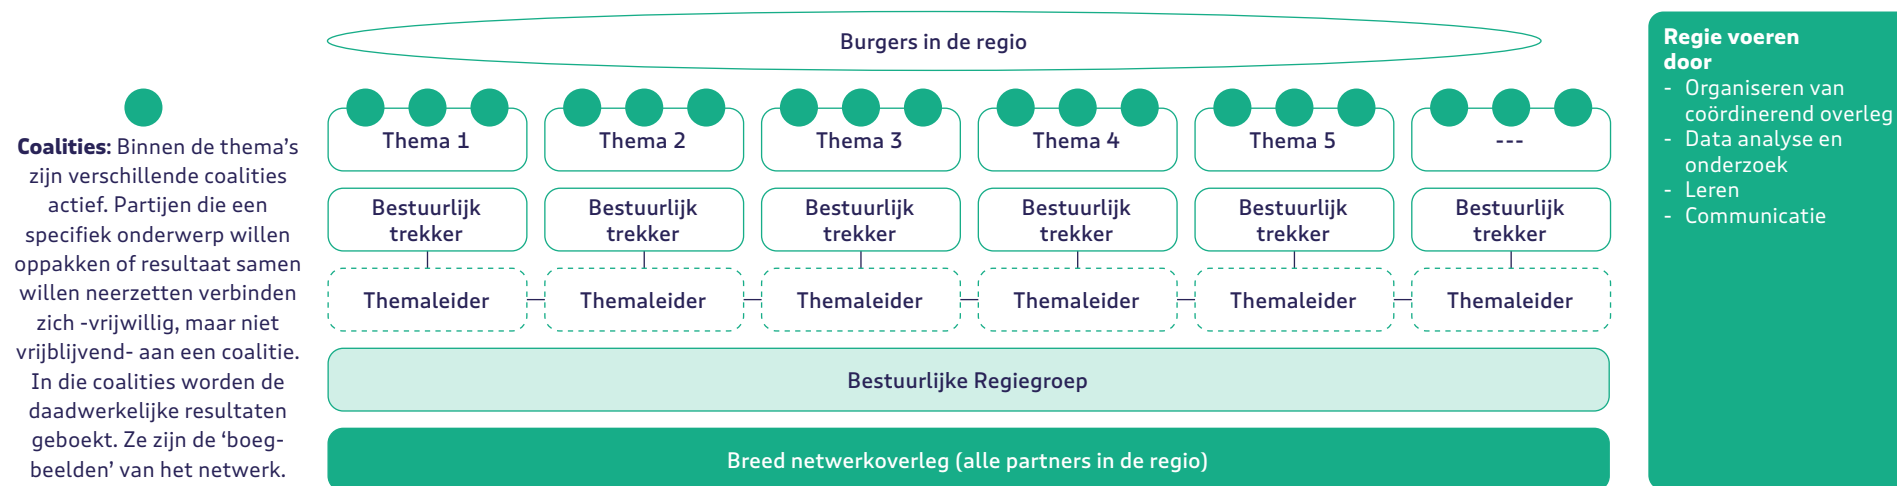 Burgers in de regio
Coalities: Binnen de thema's
zijn verschillende coalities
actief. Partijen die een
specifiek onderwerp willen
oppakken of resultaat samen
willen neerzetten verbinden
zich -vrijwillig, maar niet
vrijblijvend- aan een coalitie.
In die coalities worden de
daadwerkelijke resultaten
geboekt. Ze zijn de ‘boeg-
beelden’ van het netwerk.
Thema 1
Thema 2
Thema 3
Thema 4
Thema 5
---
Bestuurlijk
trekker
Bestuurlijk
trekker
Bestuurlijk
trekker
Bestuurlijk
trekker
Bestuurlijk
trekker
Bestuurlijk
trekker
Themaleider
Themaleider
Themaleider
Themaleider
Themaleider
Themaleider
Bestuurlijke Regiegroep
Breed netwerkoverleg (alle partners in de regio)
Regie voeren
door
- Organiseren van
coördinerend overleg
- Data analyse en
onderzoek
- Leren
- Communicatie